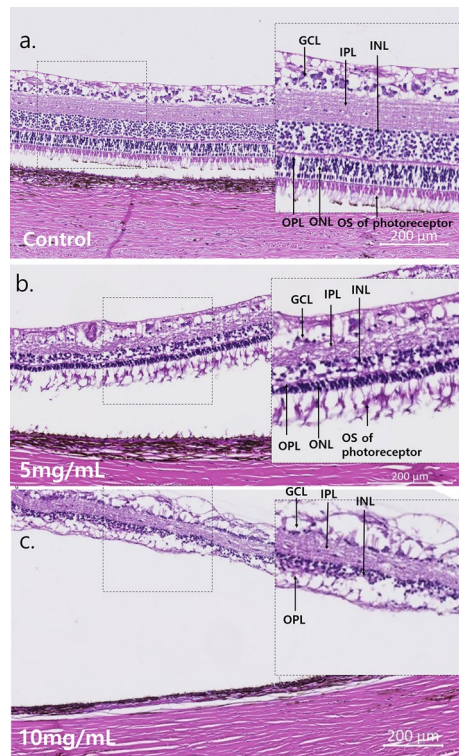 a.
GCL
IPL
INL
OPL
ONL
OS of photoreceptor
Control
200 µm
b.
GCL
IPL
INL
OPL
ONL
OS of
photoreceptor
5mg/mL
200 µm
c.
GCL
IPL
INL
OPL
10mg/mL
200 µm